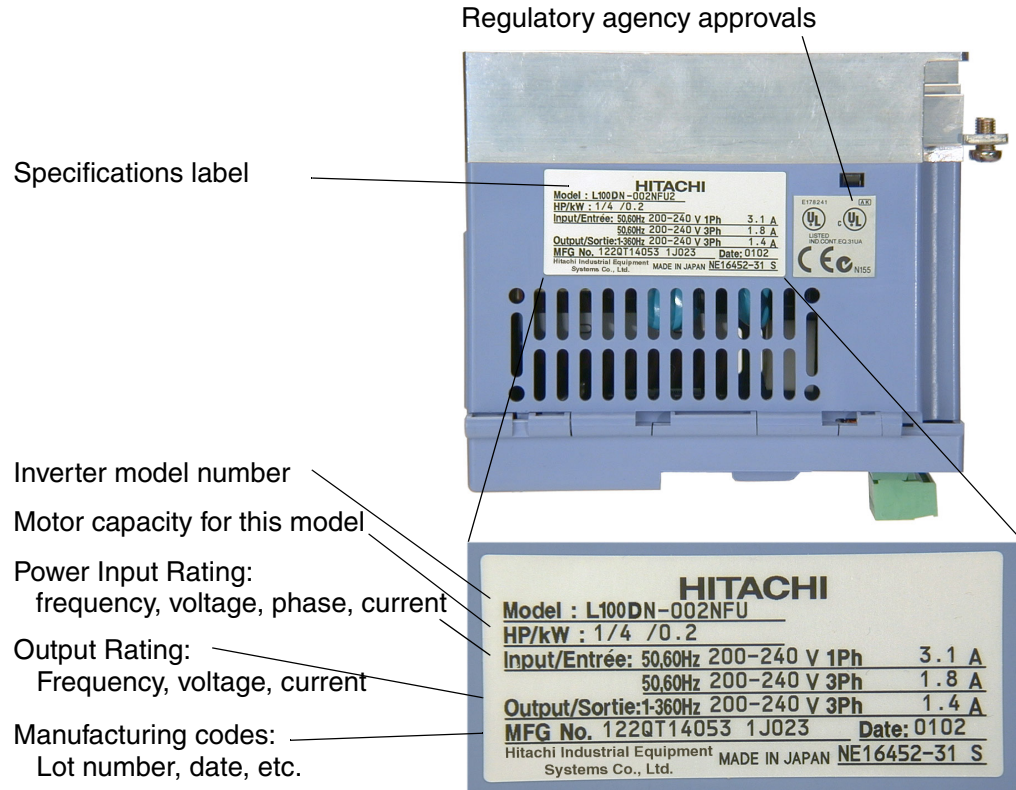 Regulatory agency approvals
Specifications label
HITACHI
Model : L100DN-002NFU2
HP/kW : 1/4 /0.2
Input/Entrée: 50,60Hz 200-240 V 1Ph 3.1 A
50,60Hz 200-240 V 3Ph 1.8 A
Output/Sortie:1-360Hz 200-240 V 3Ph 1.4 A
MFG No. 122QT14053 1J023 Date: 0102
Hitachi Industrial Equipment
Systems Co., Ltd. MADE IN JAPAN NE16452-31 S
E178241 AK
UL c UL
LISTED
IND.CONT.EQ.31UA
CE N155
Inverter model number
Motor capacity for this model
Power Input Rating:
frequency, voltage, phase, current
Output Rating:
Frequency, voltage, current
Manufacturing codes:
Lot number, date, etc.
HITACHI
Model : L100DN-002NFU
HP/kW : 1/4 /0.2
Input/Entrée: 50,60Hz 200-240 V 1Ph 3.1 A
50,60Hz 200-240 V 3Ph 1.8 A
Output/Sortie:1-360Hz 200-240 V 3Ph 1.4 A
MFG No. 122QT14053 1J023 Date: 0102
Hitachi Industrial Equipment
Systems Co., Ltd. MADE IN JAPAN NE16452-31 S